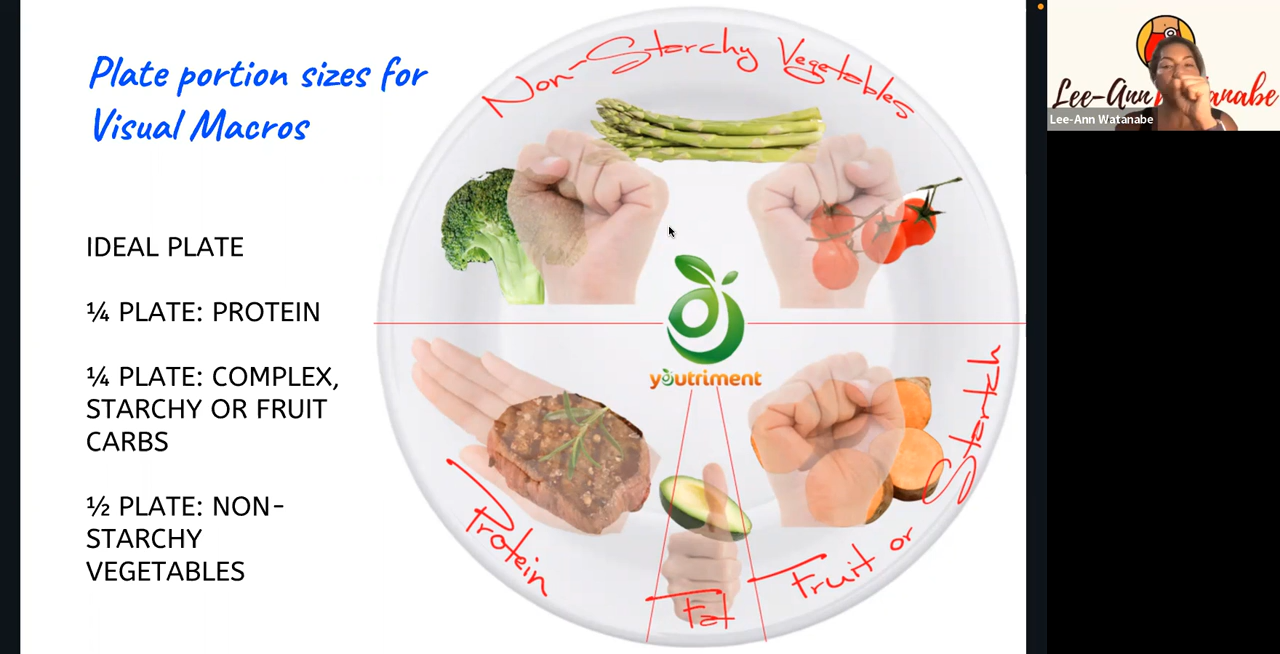 Plate portion sizes for
Visual Macros
IDEAL PLATE
¼ PLATE: PROTEIN
¼ PLATE: COMPLEX,
STARCHY OR FRUIT
CARBS
½ PLATE: NON-
STARCHY
VEGETABLES
Non-Starchy Vegetables
youtriment
Protein
Fat
Fruit or Startch
Lee-Ann anabe
Lee-Ann Watanabe